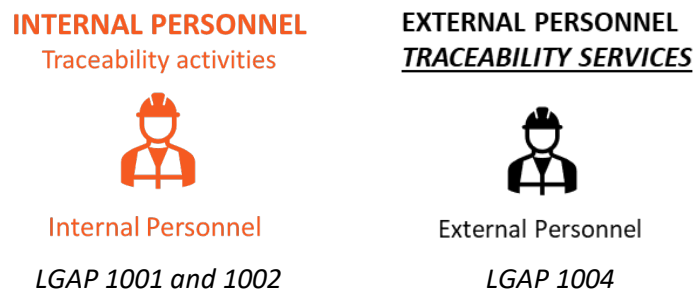 INTERNAL PERSONNEL
Traceability activities
Internal Personnel
LGAP 1001 and 1002
EXTERNAL PERSONNEL
TRACEABILITY SERVICES
External Personnel
LGAP 1004